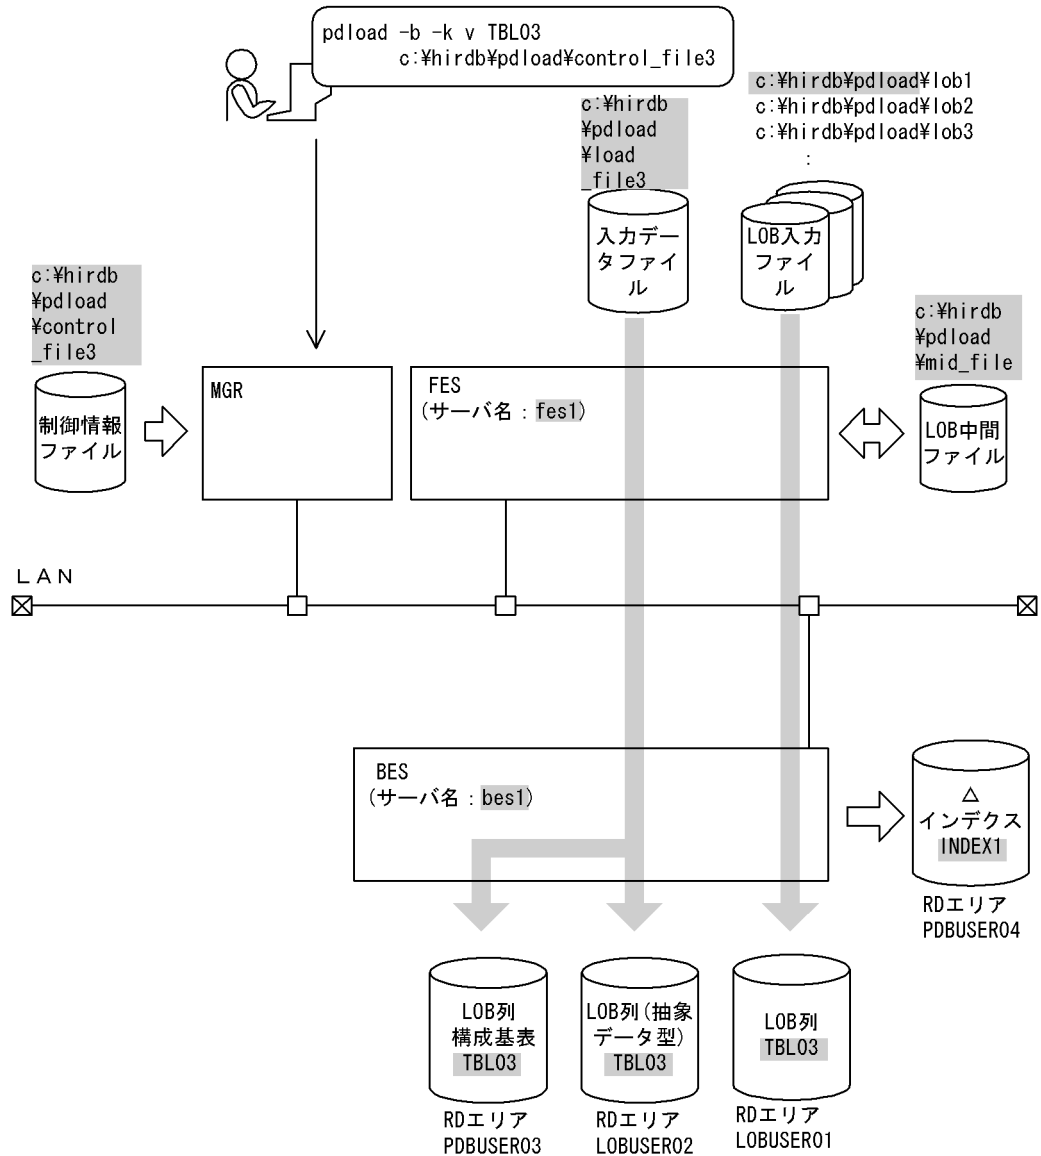 pdload -b -k v TBL03
c:¥hirdb¥pdload¥control_file3
c:¥hirdb
¥pdload
¥load
_file3
c:¥hirdb¥pdload¥lob1
c:¥hirdb¥pdload¥lob2
c:¥hirdb¥pdload¥lob3
:
入力デー
タファイ
ル
LOB入力
ファイ
ル
c:¥hirdb
¥pdload
¥control
_file3
c:¥hirdb
¥pdload
¥mid_file
制御情報
ファイル
MGR
FES
(サーバ名:fes1)
LOB中間
ファイル
LAN
BES
(サーバ名:bes1)
△
インデクス
INDEX1
RDエリア
PDBUSER04
LOB列
構成基表
TBL03
RDエリア
PDBUSER03
LOB列(抽象
データ型)
TBL03
RDエリア
LOBUSER02
LOB列
TBL03
RDエリア
LOBUSER01